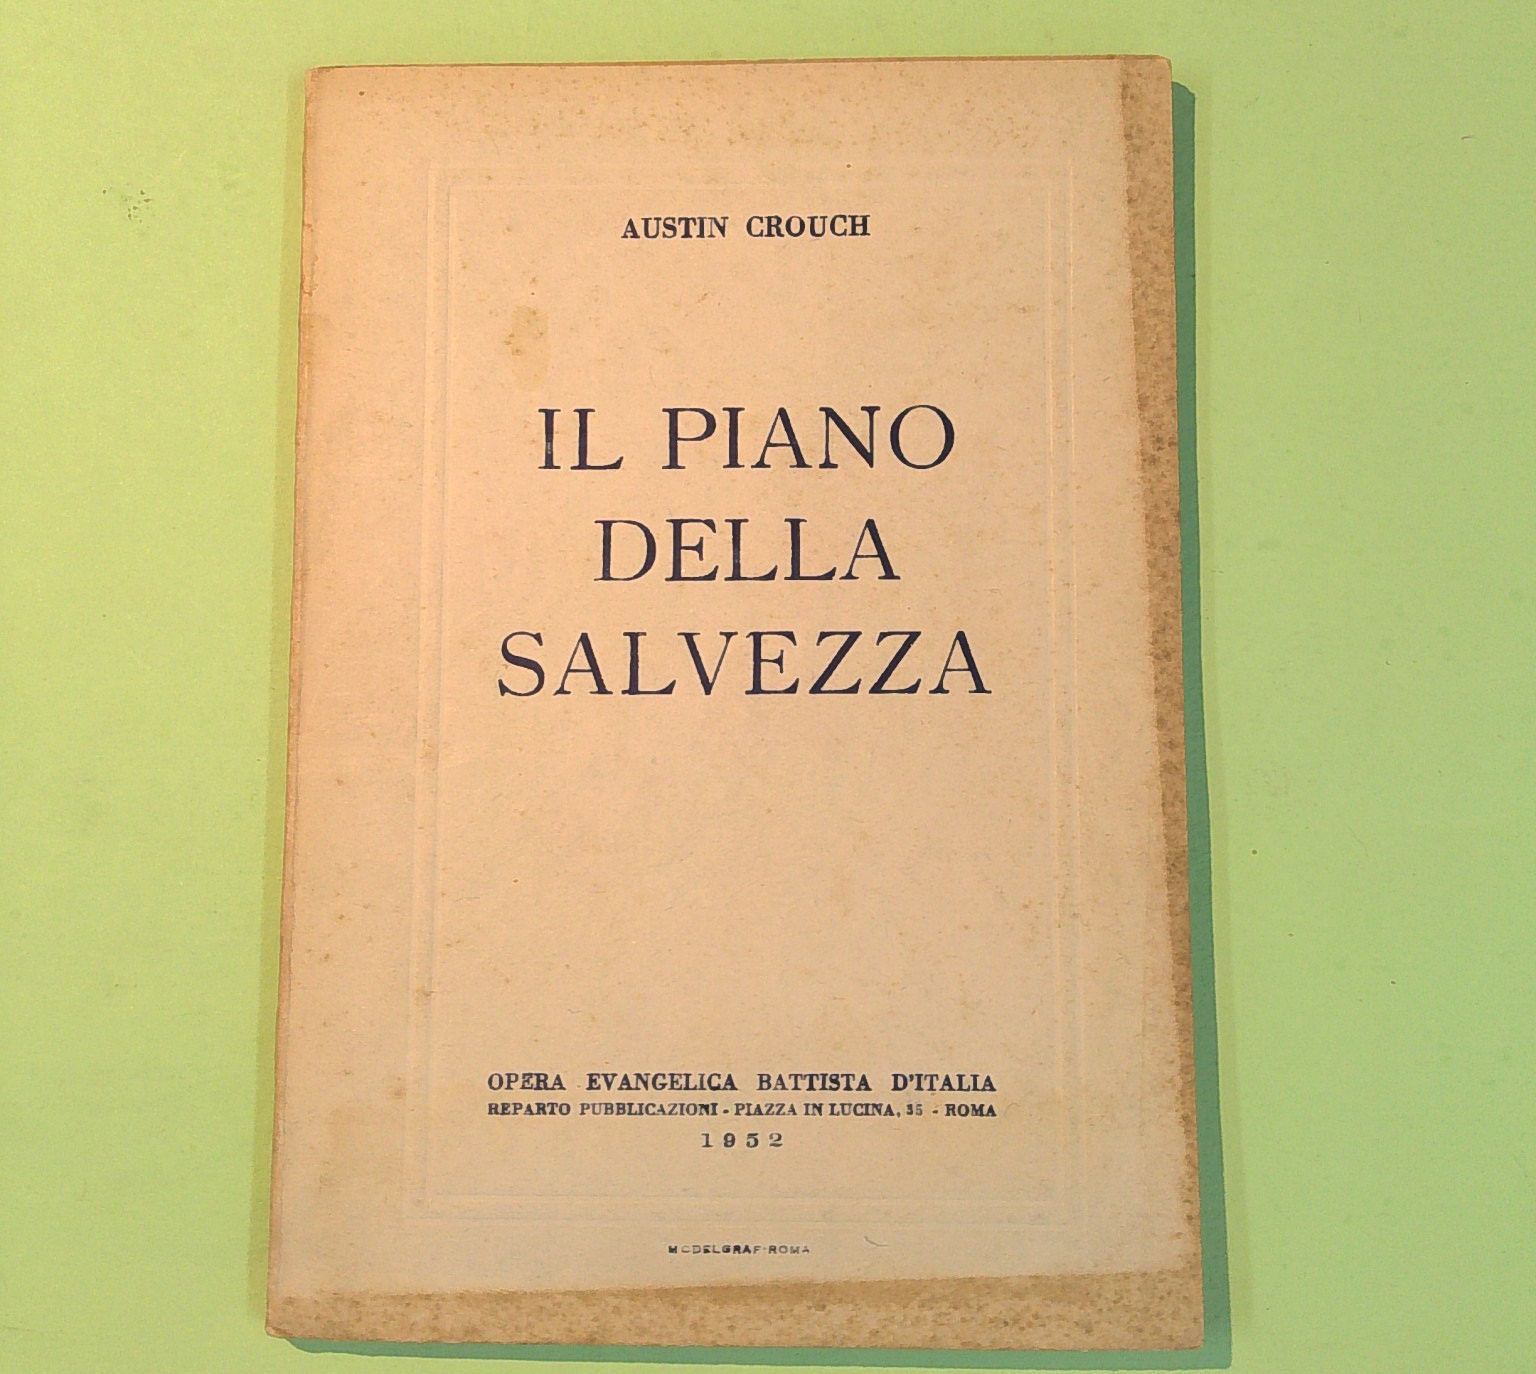 AUSTIN CROUCH
IL PIANO
DELLA
SALVEZZA
OPERA EVANGELICA BATTISTA D'ITALIA
REPARTO PUBBLICAZIONI - PIAZZA IN LUCINA, 35 - ROMA
1952
MODELGRAF-ROMA